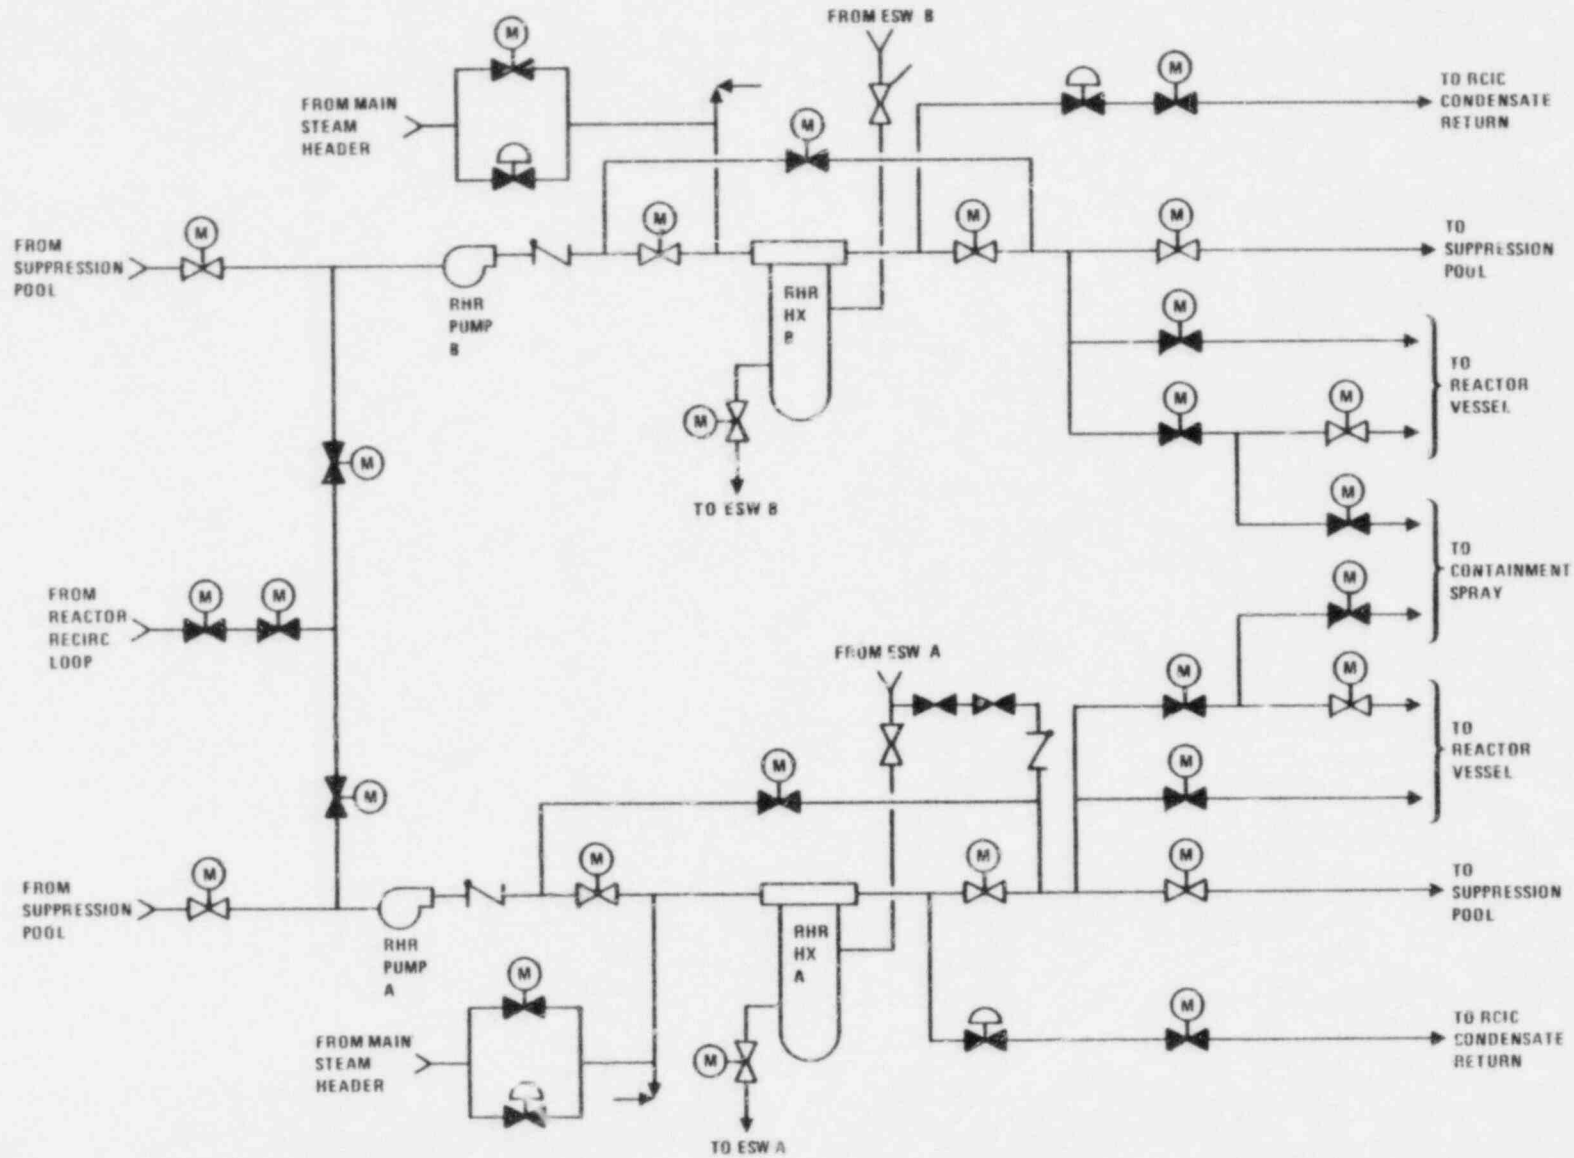 FROM ESW B
M
M
FROM MAIN
STEAM
HEADER
TO RCIC
CONDENSATE
RETURN
M
M
M
M
M
FROM
SUPPRESSION
POOL
TO
SUPPRESSION
POOL
RHR
PUMP
B
RHR
HX
B
M
TO
REACTOR
VESSEL
M
M
M
TO ESW B
M
M
TO
CONTAINMENT
SPRAY
M
FROM
REACTOR
RECIRC
LOOP
M
M
FROM ESW A
M
M
TO
REACTOR
VESSEL
M
M
M
M
M
M
M
FROM
SUPPRESSION
POOL
TO
SUPPRESSION
POOL
RHR
PUMP
A
RHR
HX
A
M
M
FROM MAIN
STEAM
HEADER
M
TO RCIC
CONDENSATE
RETURN
TO ESW A